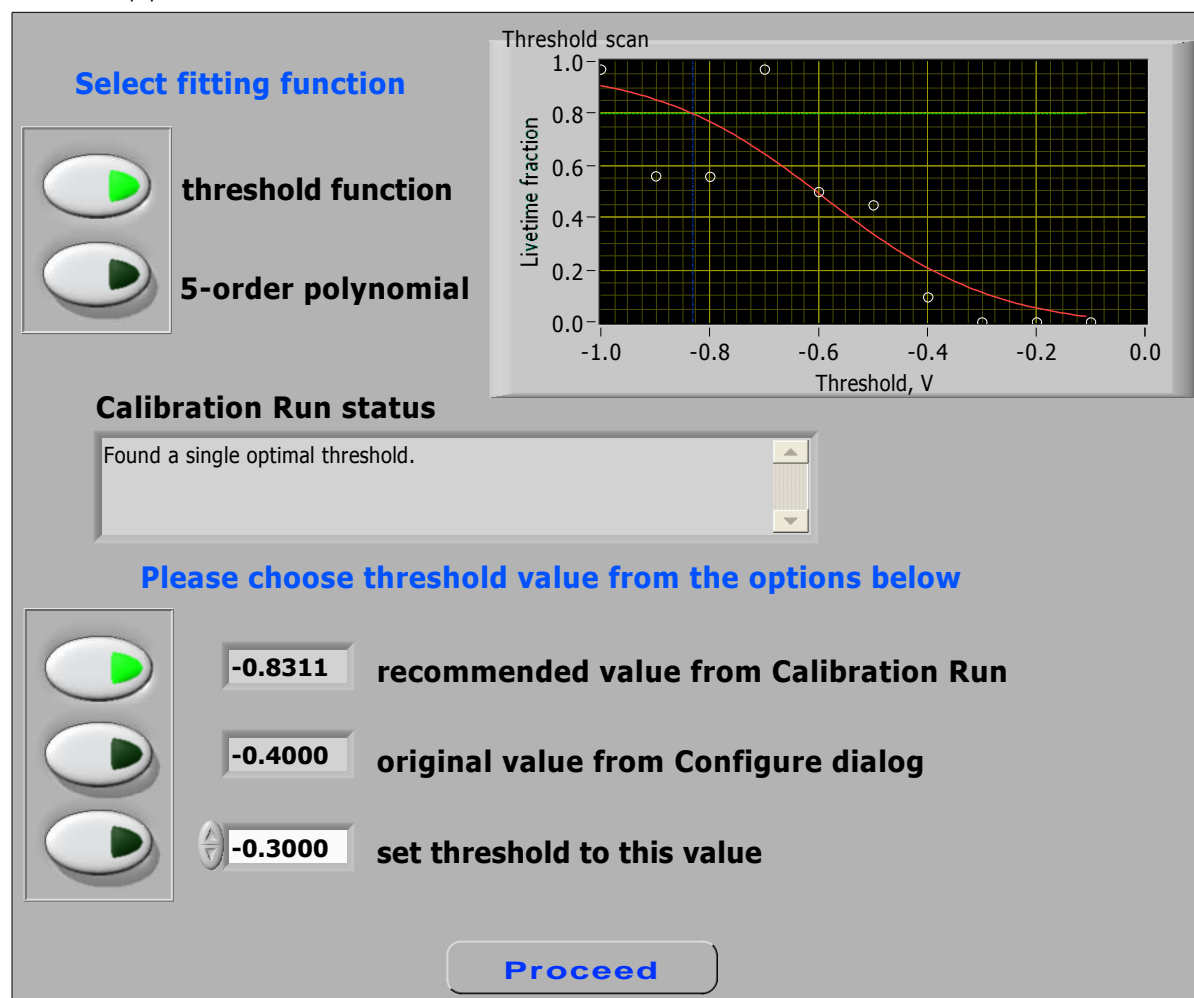 Threshold scan
Select fitting function
threshold function
5-order polynomial
1.0
0.8
0.6
0.4
0.2
0.0
Livetime fraction
-1.0 -0.8 -0.6 -0.4 -0.2 0.0
Threshold, V
Calibration Run status
Found a single optimal threshold.
Please choose threshold value from the options below
-0.8311 recommended value from Calibration Run
-0.4000 original value from Configure dialog
-0.3000 set threshold to this value
Proceed